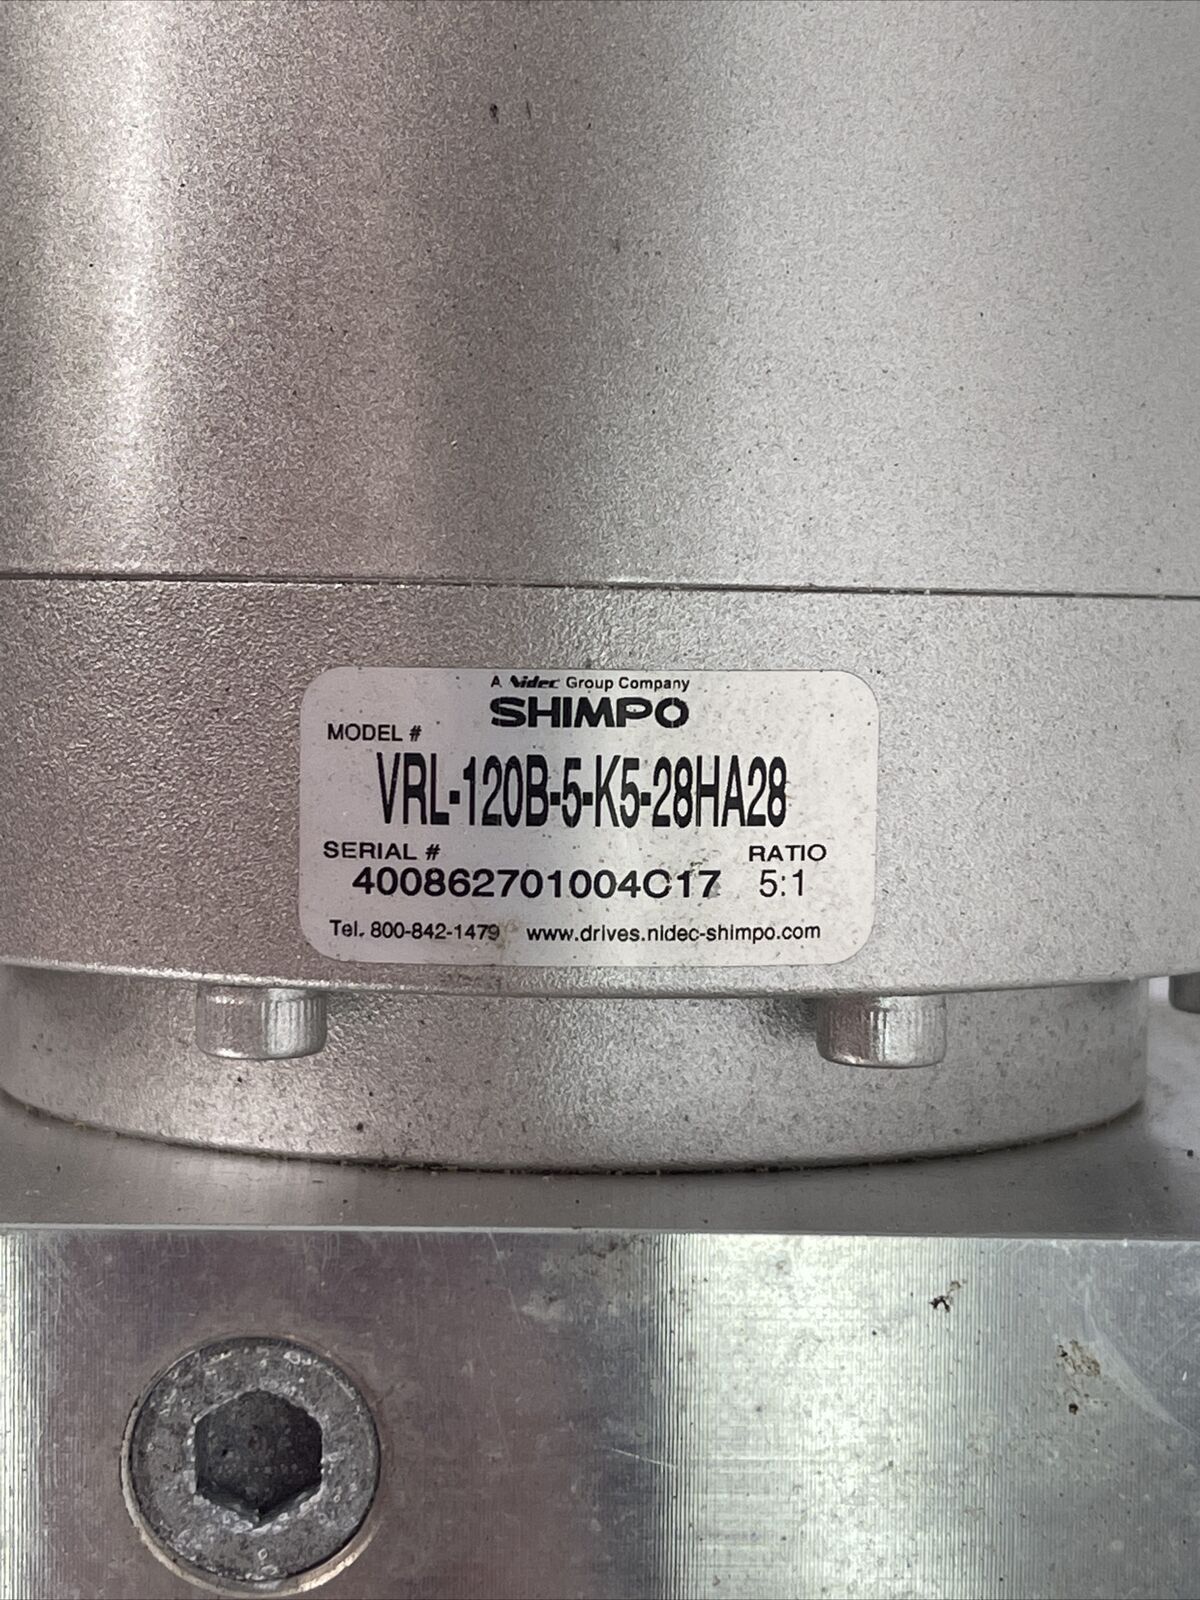 A Nidec Group Company
SHIMPO
MODEL #
VRL-120B-5-K5-28HA28
SERIAL # RATIO
400862701004C17 5:1
Tel. 800-842-1479 www.drives.nidec-shimpo.com